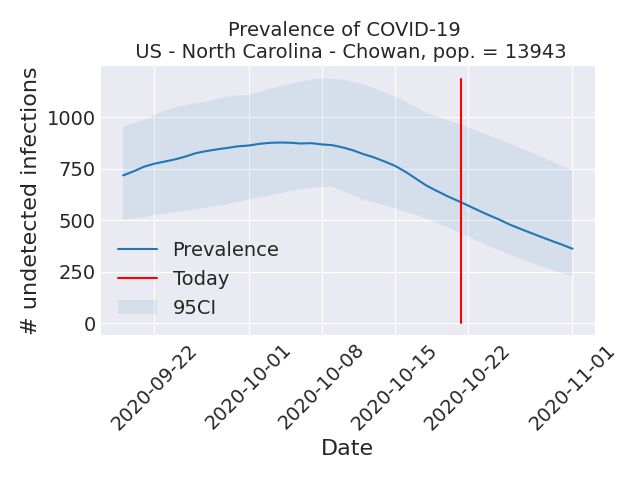 Prevalence of COVID-19
US - North Carolina - Chowan, pop. = 13943
# undetected infections
1000
750
500
250
0
Prevalence
Today
95CI
2020-09-22
2020-10-01
2020-10-08
2020-10-15
2020-10-22
2020-11-01
Date